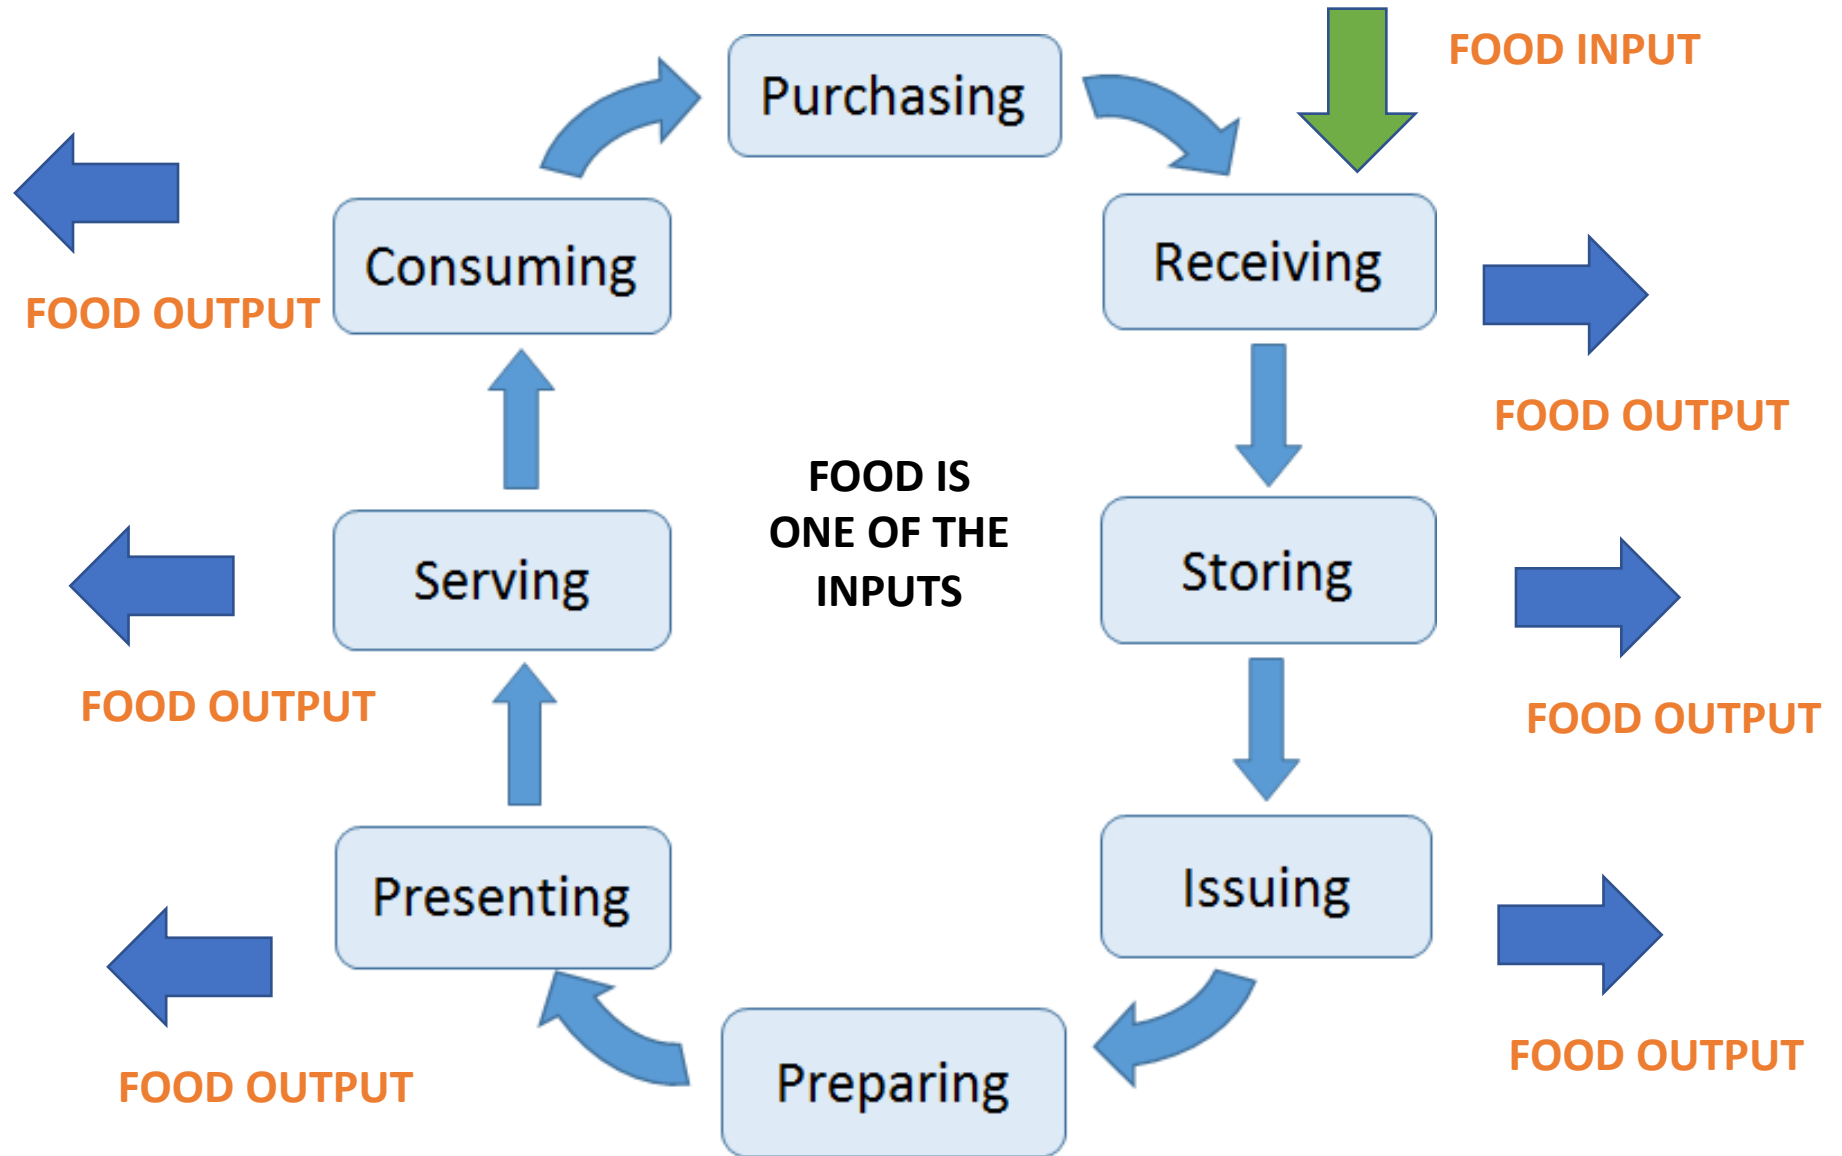 Purchasing
FOOD INPUT
Receiving
FOOD OUTPUT
Storing
FOOD OUTPUT
Issuing
FOOD OUTPUT
Preparing
Presenting
FOOD OUTPUT
Serving
FOOD OUTPUT
Consuming
FOOD OUTPUT
FOOD IS
ONE OF THE
INPUTS